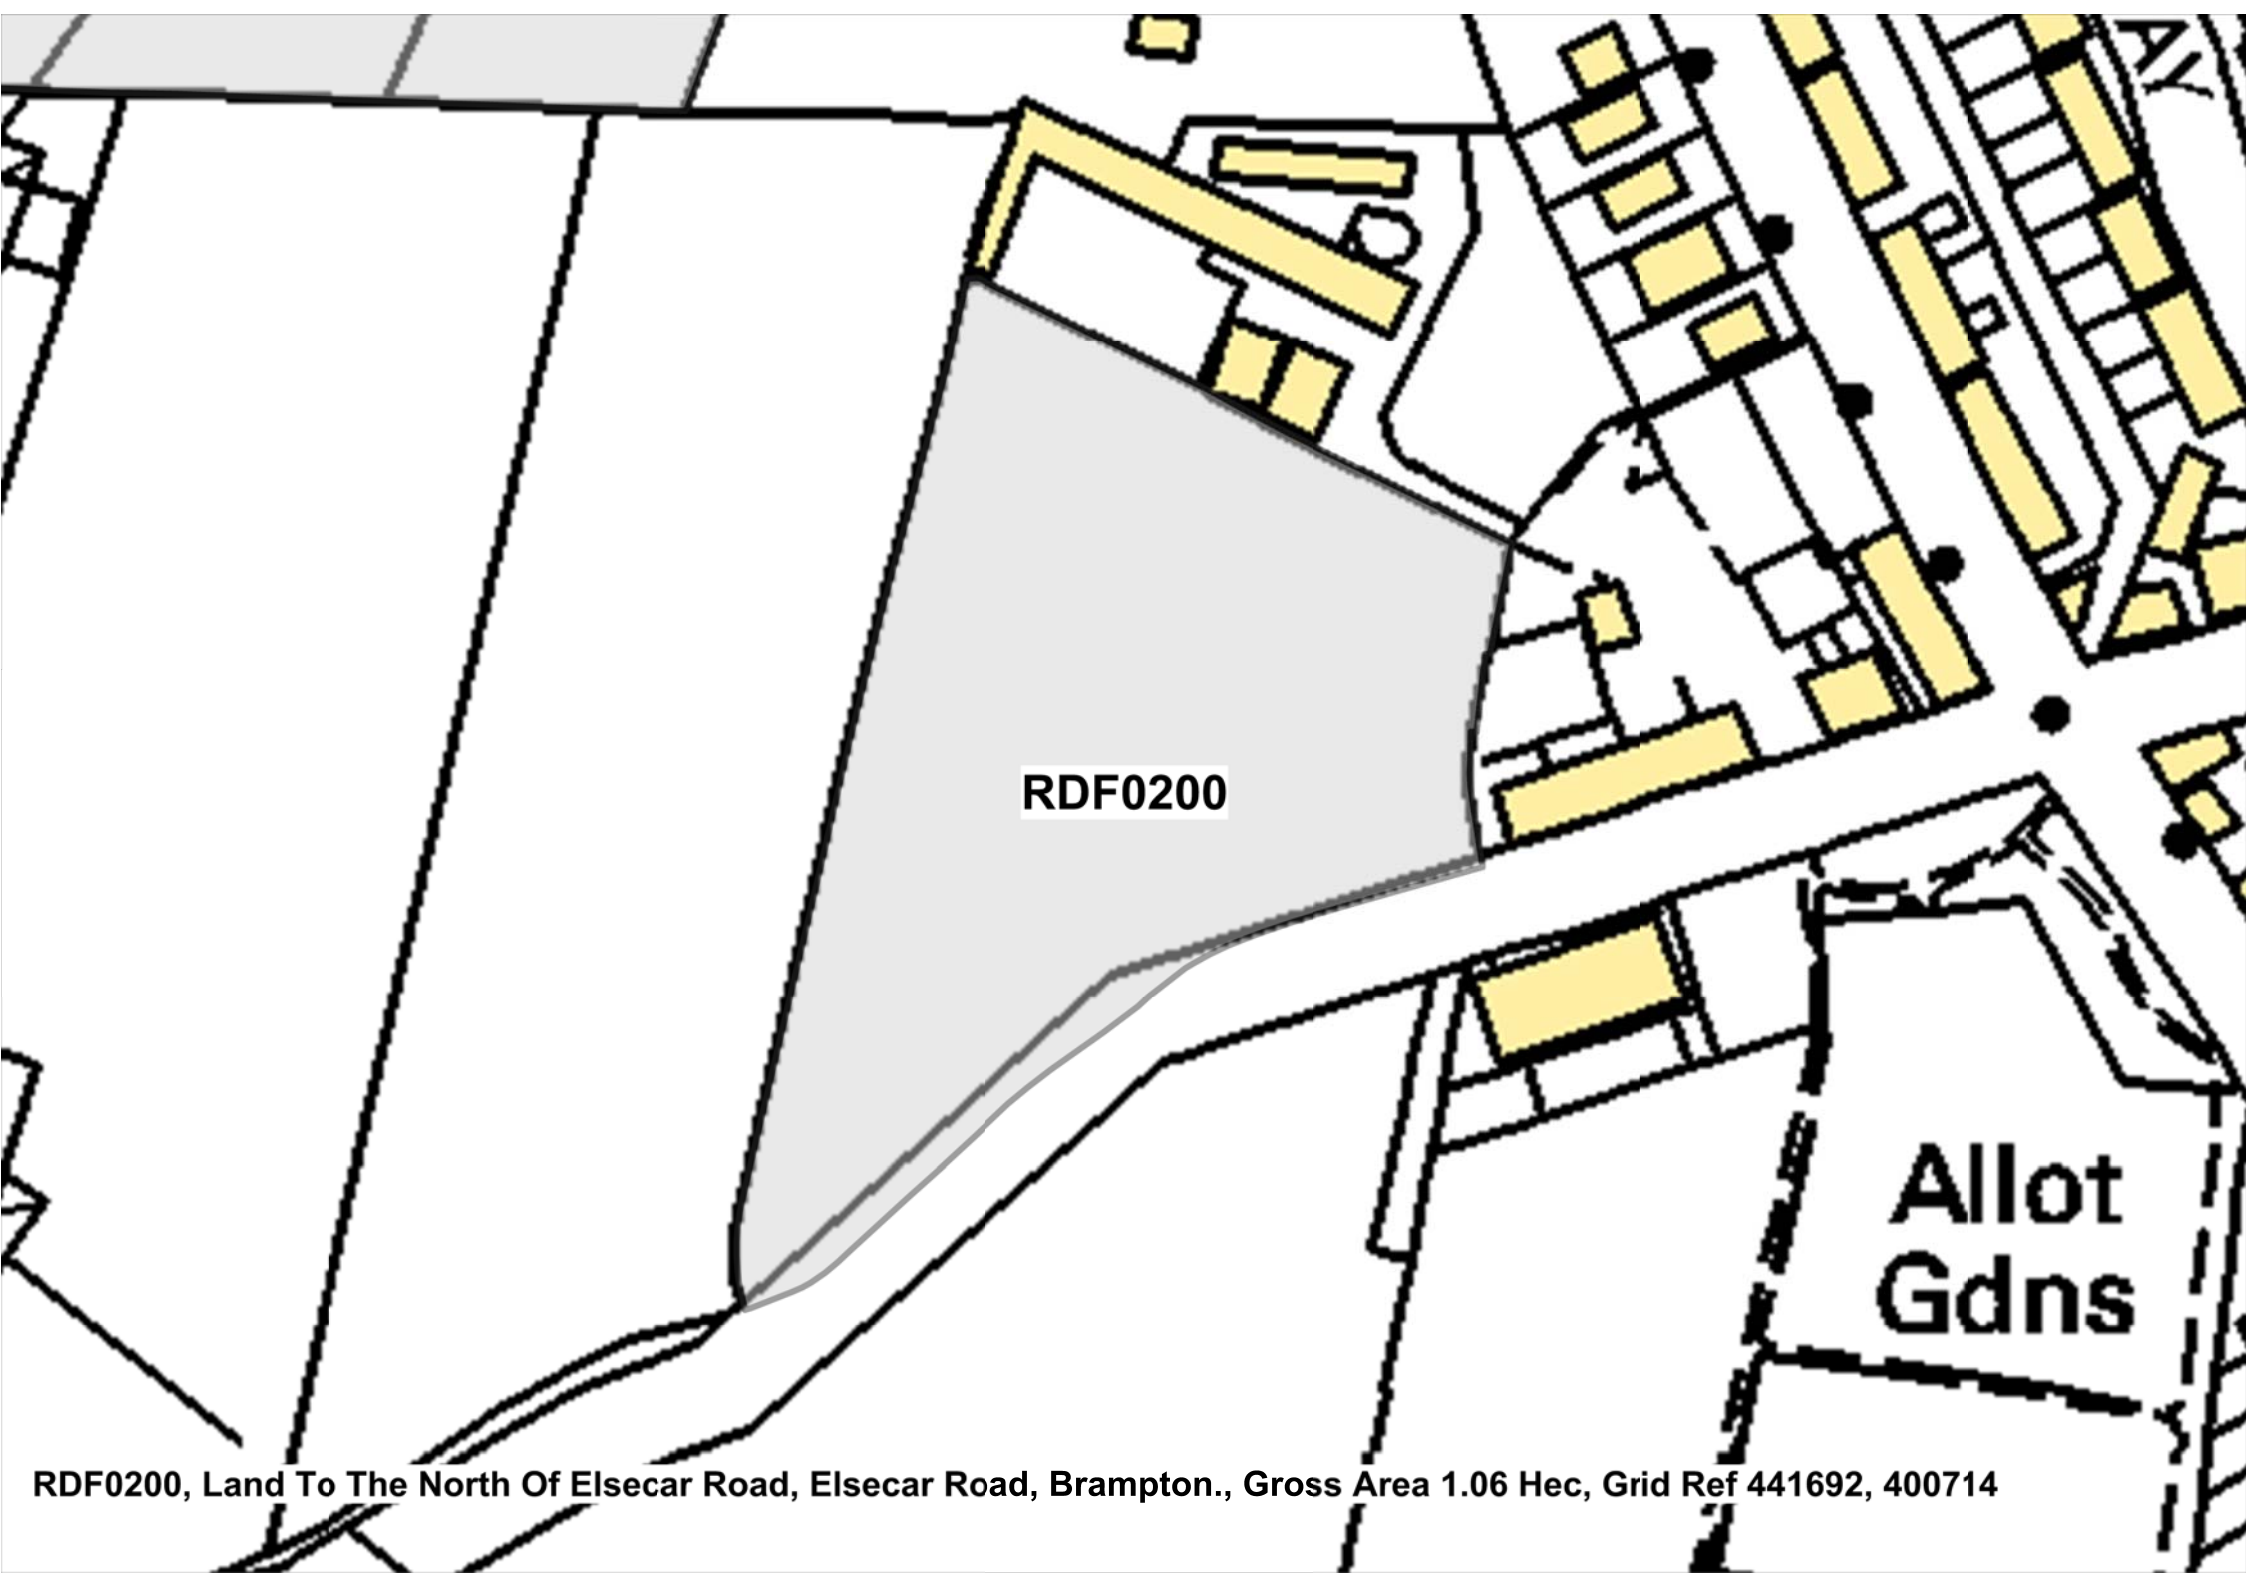 AY
RDF0200
Allot
Gdns
RDF0200, Land To The North Of Elsecar Road, Elsecar Road, Brampton., Gross Area 1.06 Hec, Grid Ref 441692, 400714